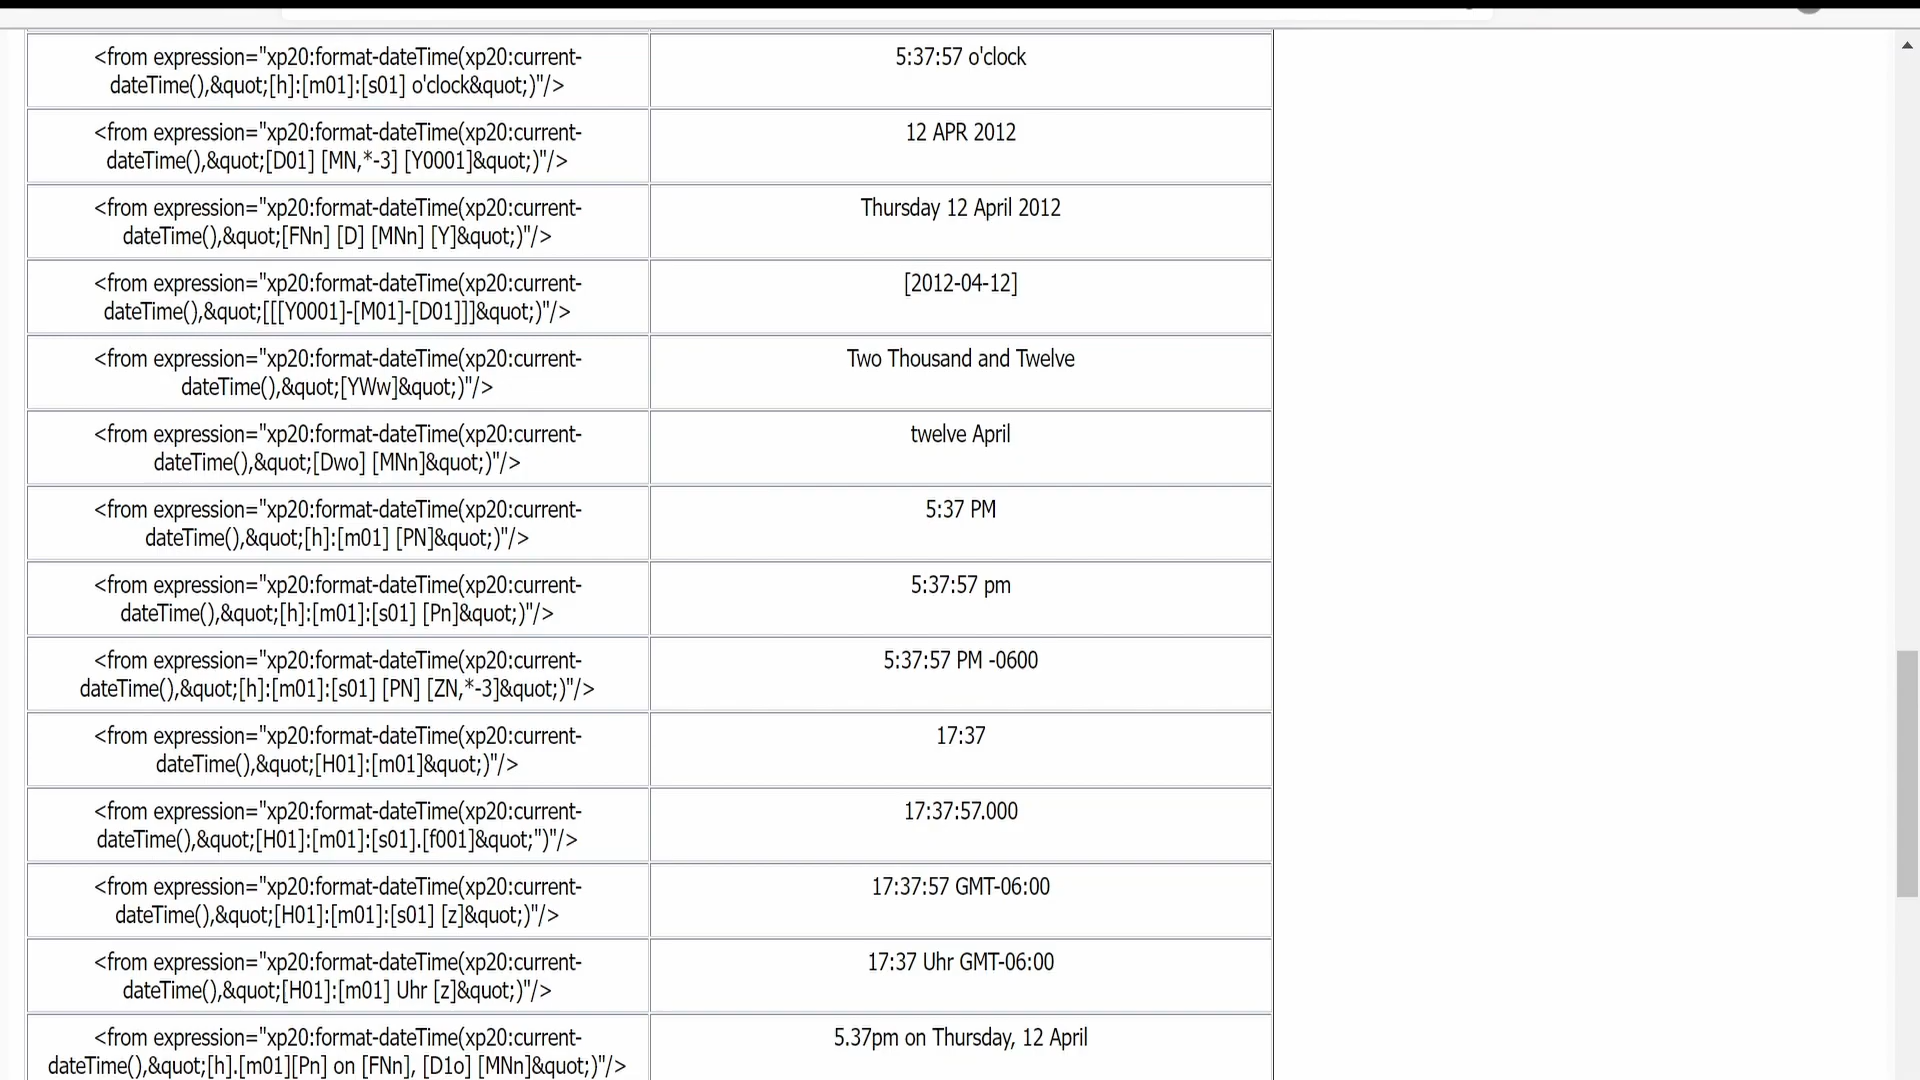 <from expression="xp20:format-dateTime(xp20:current-
dateTime(),&quot;[h]:[m01]:[s01] o'clock&quot;)"/>
5:37:57 o'clock
<from expression="xp20:format-dateTime(xp20:current-
dateTime(),&quot;[D01] [MN,*-3] [Y0001]&quot;)"/>
12 APR 2012
<from expression="xp20:format-dateTime(xp20:current-
dateTime(),&quot;[FNn] [D] [MNn] [Y]&quot;)"/>
Thursday 12 April 2012
<from expression="xp20:format-dateTime(xp20:current-
dateTime(),&quot;[[[Y0001]-[M01]-[D01]]]&quot;)"/>
[2012-04-12]
<from expression="xp20:format-dateTime(xp20:current-
dateTime(),&quot;[YWw]&quot;)"/>
Two Thousand and Twelve
<from expression="xp20:format-dateTime(xp20:current-
dateTime(),&quot;[Dwo] [MNn]&quot;)"/>
twelve April
<from expression="xp20:format-dateTime(xp20:current-
dateTime(),&quot;[h]:[m01] [PN]&quot;)"/>
5:37 PM
<from expression="xp20:format-dateTime(xp20:current-
dateTime(),&quot;[h]:[m01]:[s01] [Pn]&quot;)"/>
5:37:57 pm
<from expression="xp20:format-dateTime(xp20:current-
dateTime(),&quot;[h]:[m01]:[s01] [PN] [ZN,*-3]&quot;)"/>
5:37:57 PM -0600
<from expression="xp20:format-dateTime(xp20:current-
dateTime(),&quot;[H01]:[m01]&quot;)"/>
17:37
<from expression="xp20:format-dateTime(xp20:current-
dateTime(),&quot;[H01]:[m01]:[s01].[f001]&quot;")"/>
17:37:57.000
<from expression="xp20:format-dateTime(xp20:current-
dateTime(),&quot;[H01]:[m01]:[s01] [z]&quot;)"/>
17:37:57 GMT-06:00
<from expression="xp20:format-dateTime(xp20:current-
dateTime(),&quot;[H01]:[m01] Uhr [z]&quot;)"/>
17:37 Uhr GMT-06:00
<from expression="xp20:format-dateTime(xp20:current-
dateTime(),&quot;[h].[m01][Pn] on [FNn], [D1o] [MNn]&quot;)"/>
5.37pm on Thursday, 12 April